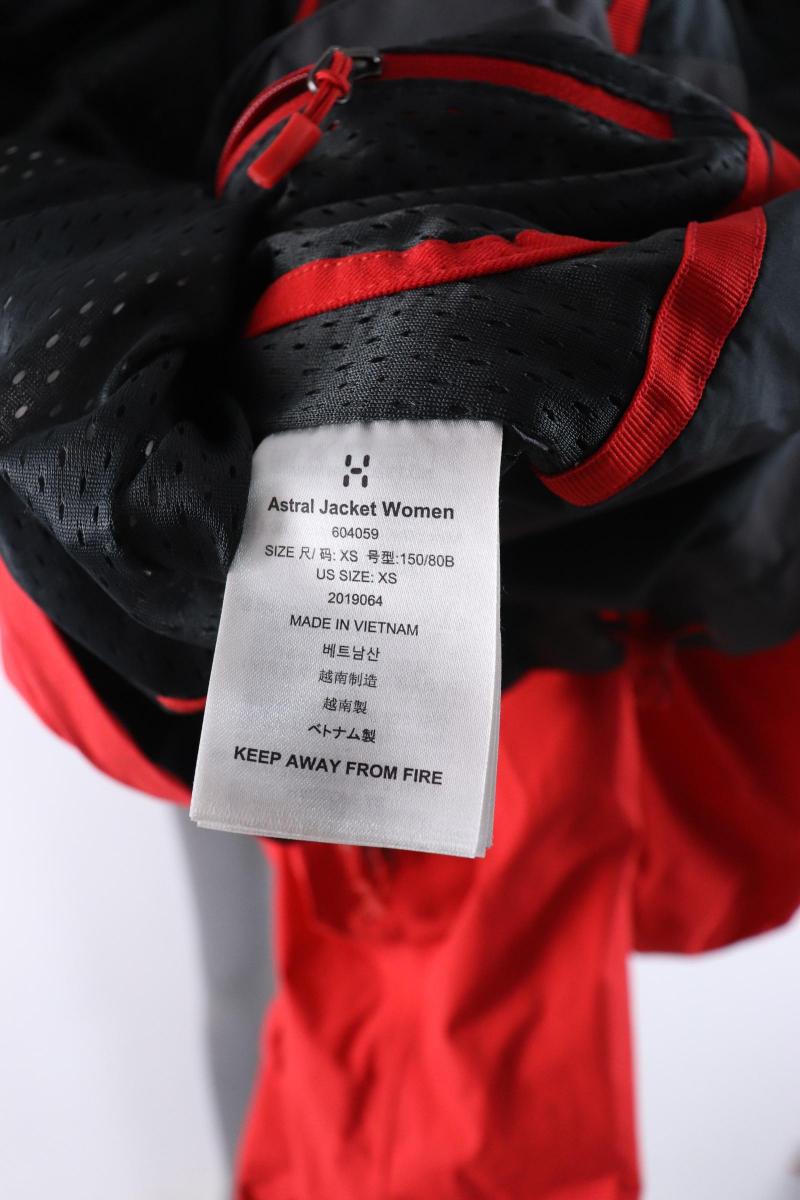 Astral Jacket Women
604059
SIZE 尺/ 码: XS 号型:150/80B
US SIZE: XS
2019064
MADE IN VIETNAM
베트남산
越南制造
越南製
ベトナム製
KEEP AWAY FROM FIRE